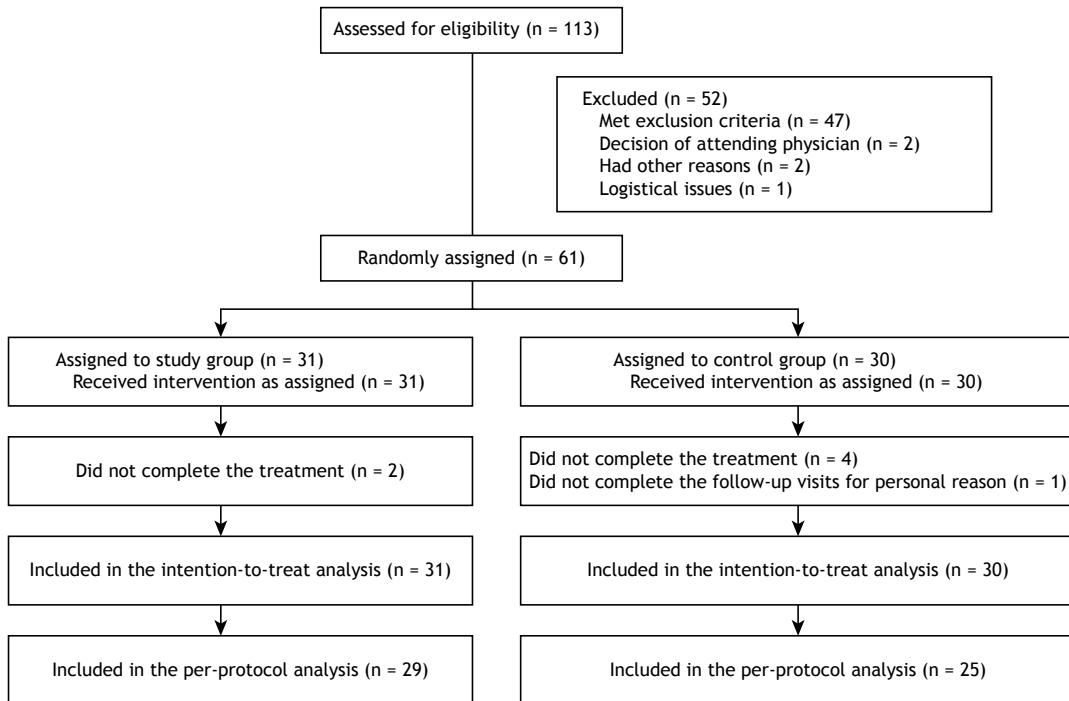 Assessed for eligibility (n = 113)
Excluded (n = 52)
Met exclusion criteria (n = 47)
Decision of attending physician (n = 2)
Had other reasons (n = 2)
Logistical issues (n = 1)
Randomly assigned (n = 61)
Assigned to study group (n = 31)
Received intervention as assigned (n = 31)
Assigned to control group (n = 30)
Received intervention as assigned (n = 30)
Did not complete the treatment (n = 2)
Did not complete the treatment (n = 4)
Did not complete the follow-up visits for personal reason (n = 1)
Included in the intention-to-treat analysis (n = 31)
Included in the intention-to-treat analysis (n = 30)
Included in the per-protocol analysis (n = 29)
Included in the per-protocol analysis (n = 25)